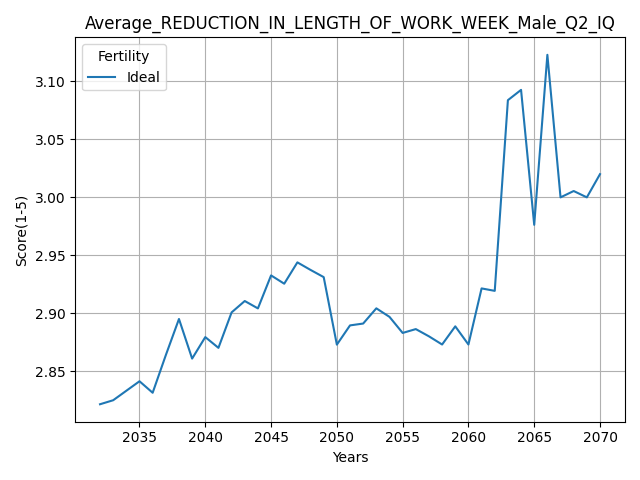 Average_REDUCTION_IN_LENGTH_OF_WORK_WEEK_Male_Q2_IQ
Fertility
Ideal
3.10
3.05
3.00
2.95
2.90
2.85
Score(1-5)
2035 2040 2045 2050 2055 2060 2065 2070
Years